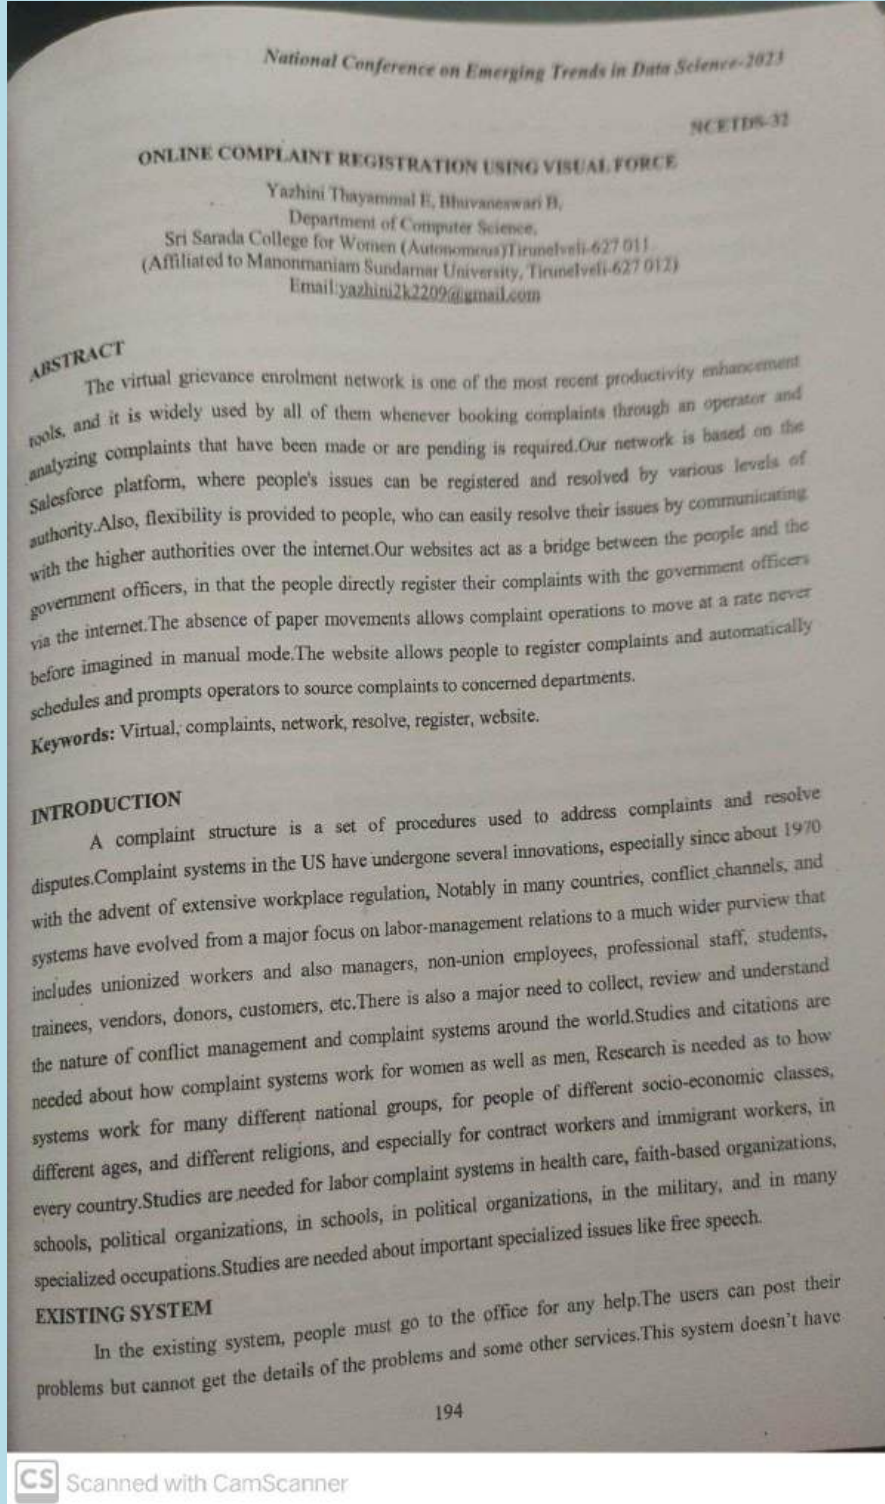 National Conference on Emerging Trends in Data Science-2023
NCETDS-32
ONLINE COMPLAINT REGISTRATION USING VISUAL FORCE
Yazhini Thayammal E, Bhuvaneswari B,
Department of Computer Science,
Sri Sarada College for Women (Autonomous)Tirunelveli-627 011
(Affiliated to Manonmaniam Sundarnar University, Tirunelveli-627 012)
Email:yazhini2k2209@gmail.com
ABSTRACT
The virtual grievance enrolment network is one of the most recent productivity enhancement
tools, and it is widely used by all of them whenever booking complaints through an operator and
analyzing complaints that have been made or are pending is required.Our network is based on the
Salesforce platform, where people's issues can be registered and resolved by various levels of
authority.Also, flexibility is provided to people, who can easily resolve their issues by communicating
with the higher authorities over the internet.Our websites act as a bridge between the people and the
government officers, in that the people directly register their complaints with the government officers
via the internet.The absence of paper movements allows complaint operations to move at a rate never
before imagined in manual mode.The website allows people to register complaints and automatically
schedules and prompts operators to source complaints to concerned departments.
Keywords: Virtual, complaints, network, resolve, register, website.
INTRODUCTION
A complaint structure is a set of procedures used to address complaints and resolve
disputes.Complaint systems in the US have undergone several innovations, especially since about 1970
with the advent of extensive workplace regulation, Notably in many countries, conflict channels, and
systems have evolved from a major focus on labor-management relations to a much wider purview that
includes unionized workers and also managers, non-union employees, professional staff, students,
trainees, vendors, donors, customers, etc.There is also a major need to collect, review and understand
the nature of conflict management and complaint systems around the world.Studies and citations are
needed about how complaint systems work for women as well as men, Research is needed as to how
systems work for many different national groups, for people of different socio-economic classes,
different ages, and different religions, and especially for contract workers and immigrant workers, in
every country.Studies are needed for labor complaint systems in health care, faith-based organizations,
schools, political organizations, in schools, in political organizations, in the military, and in many
specialized occupations.Studies are needed about important specialized issues like free speech.
EXISTING SYSTEM
In the existing system, people must go to the office for any help.The users can post their
problems but cannot get the details of the problems and some other services.This system doesn't have
194
CS Scanned with CamScanner